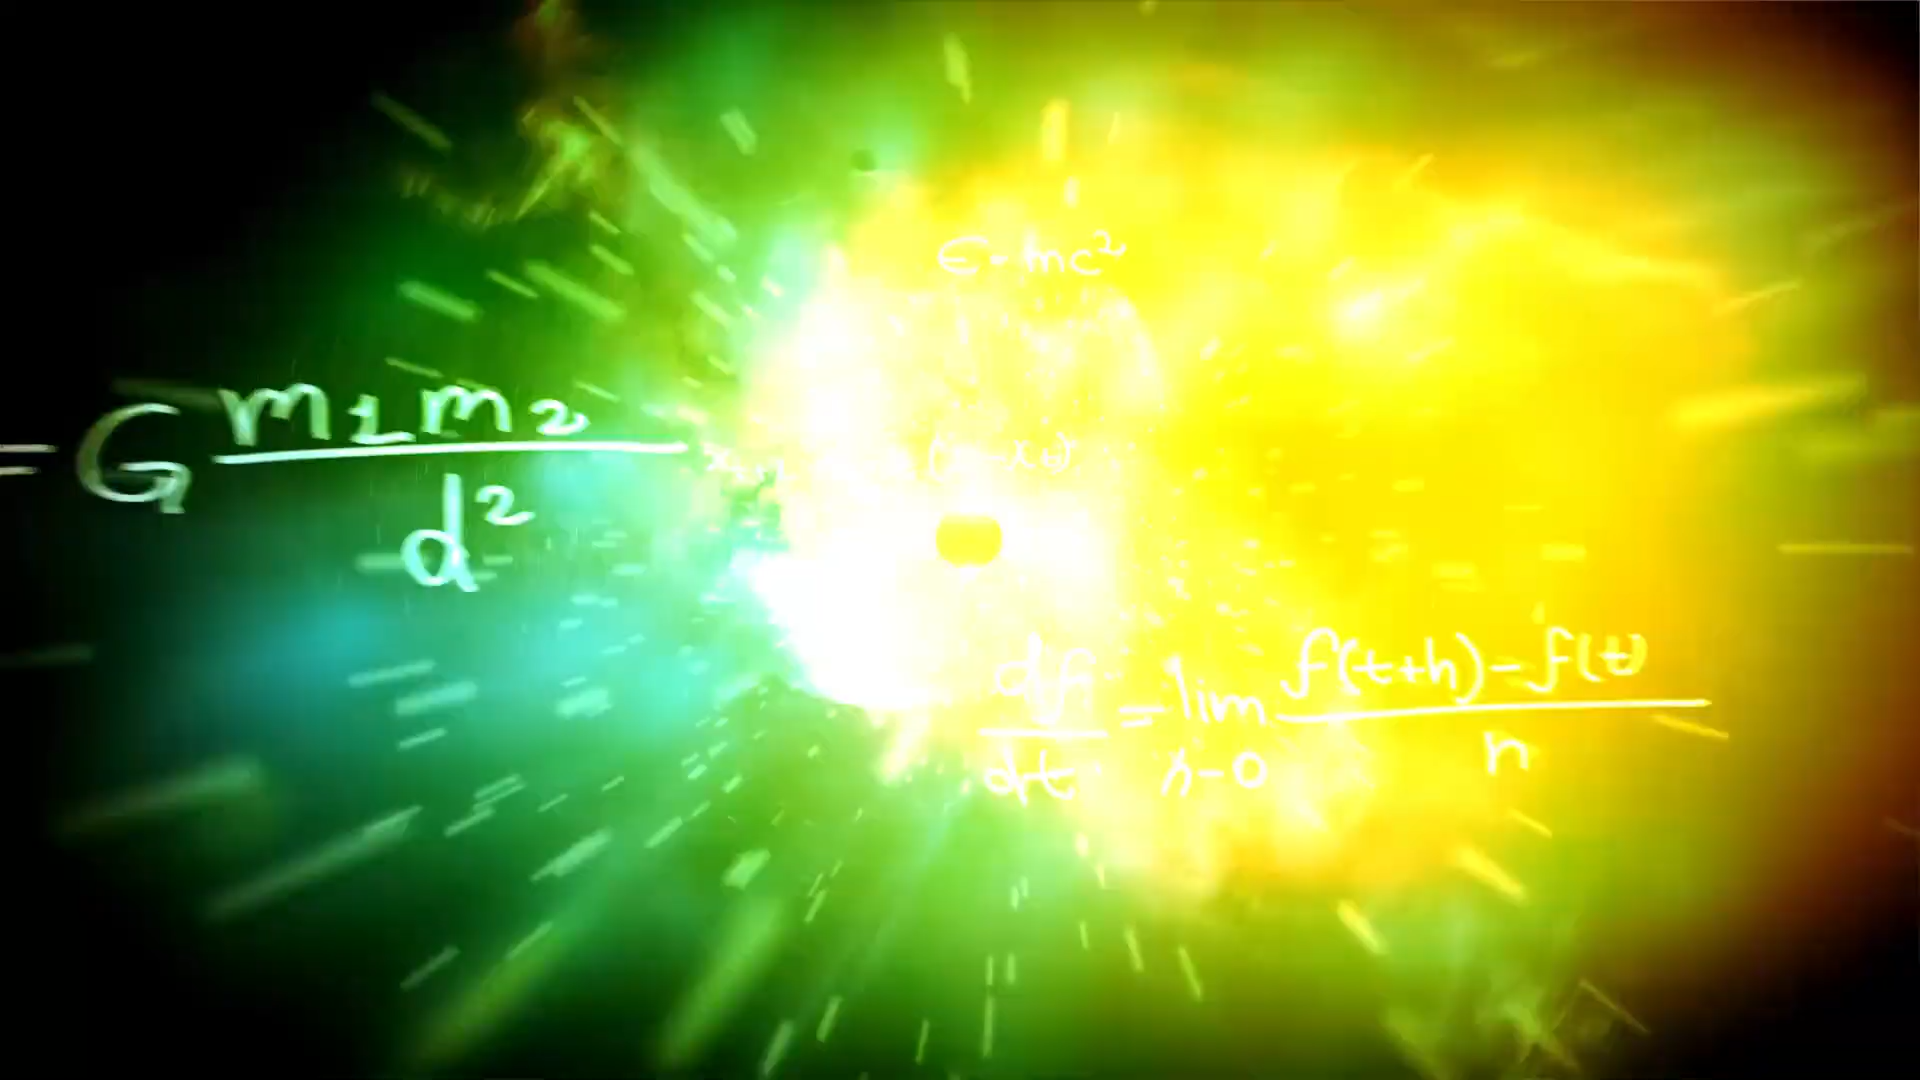 E=mc²
= G m₁m₂ / d²
df/dt = lim h→0 f(t+h)-f(t) / h